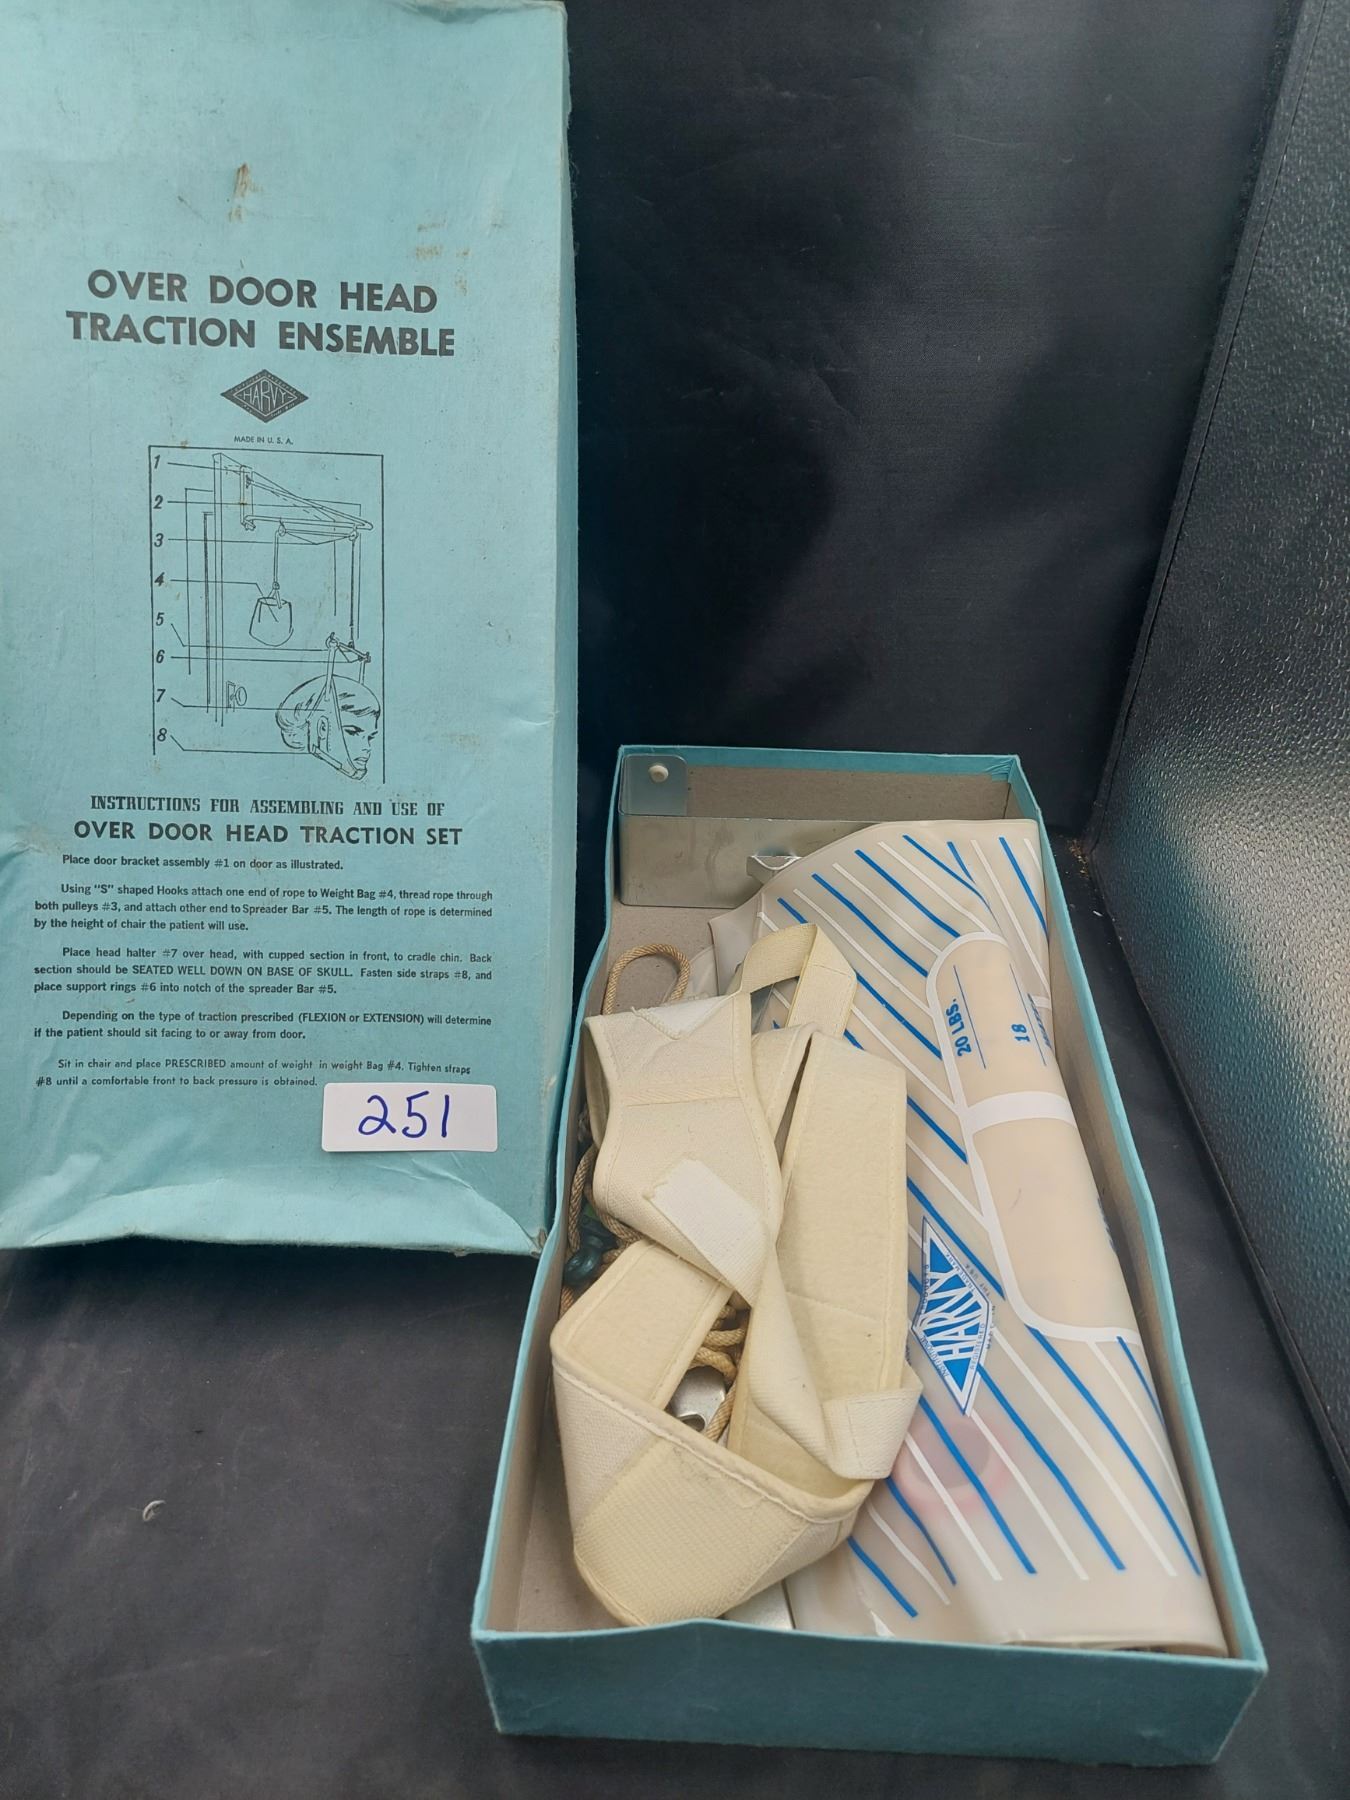 OVER DOOR HEAD
TRACTION ENSEMBLE
HARVY
MADE IN U. S. A.
1
2
3
4
5
6
7
8
INSTRUCTIONS FOR ASSEMBLING AND USE OF
OVER DOOR HEAD TRACTION SET
Place door bracket assembly #1 on door as illustrated.
Using "S" shaped Hooks attach one end of rope to Weight Bag #4, thread rope through
both pulleys #3, and attach other end to Spreader Bar #5. The length of rope is determined
by the height of chair the patient will use.
Place head halter #7 over head, with cupped section in front, to cradle chin. Back
section should be SEATED WELL DOWN ON BASE OF SKULL. Fasten side straps #8, and
place support rings #6 into notch of the spreader Bar #5.
Depending on the type of traction prescribed (FLEXION or EXTENSION) will determine
if the patient should sit facing to or away from door.
Sit in chair and place PRESCRIBED amount of weight in weight Bag #4. Tighten straps
#8 until a comfortable front to back pressure is obtained.
251
20 LBS.
18
HARVY
REGISTERED